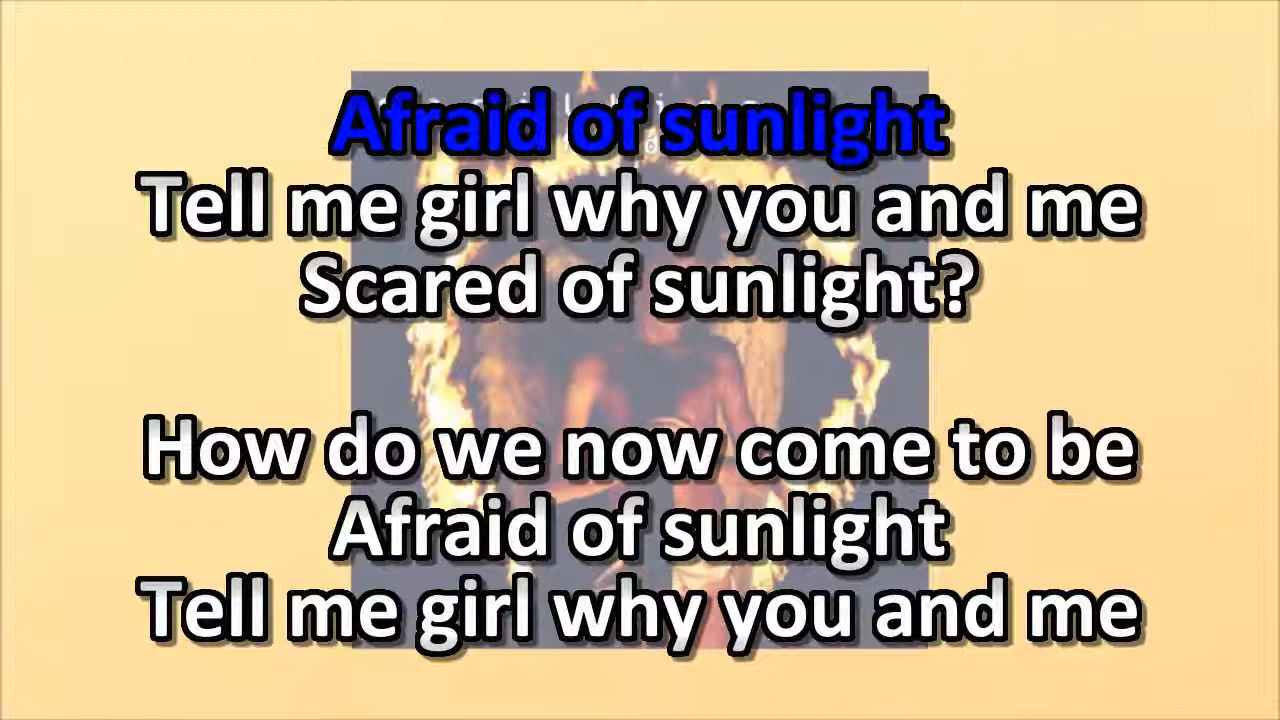 Afraid of sunlight
Tell me girl why you and me
Scared of sunlight?
How do we now come to be
Afraid of sunlight
Tell me girl why you and me